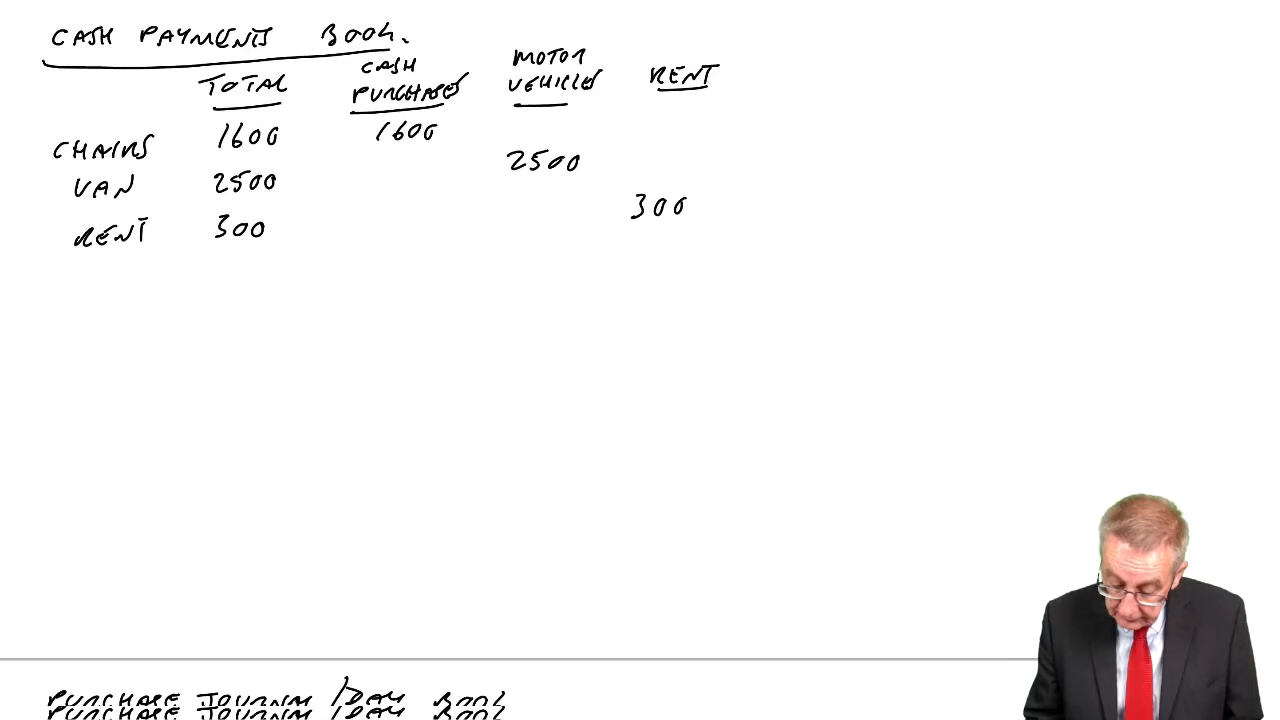 CASH PAYMENTS BOOK.
TOTAL CASH PURCHASES MOTOR VEHICLES RENT
CHAIRS 1600 1600
VAN 2500 2500
RENT 300 300
PURCHASE JOURNAL / DAY BOOK